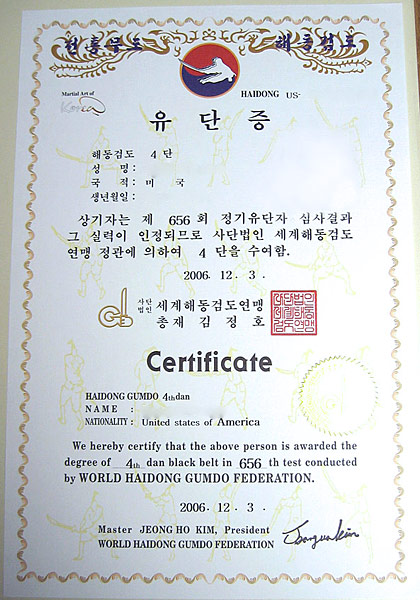 전통무도 해동검도
Martial Art of HAIDONG US-
Korea
유단증
해동검도 4 단
성 명:
국 적: 미 국
생년월일:
상기자는 제 656 회 정기유단자 심사결과
그 실력이 인정되므로 사단법인 세계해동검도
연맹 정관에 의하여 4 단을 수여함.
2006. 12. 3.
사단법인 세계해동검도연맹
총 재 김 정 호
Certificate
HAIDONG GUMDO 4th dan
NAME :
NATIONALITY : United states of America
We hereby certify that the above person is awarded the
degree of 4th dan black belt in 656 th test conducted
by WORLD HAIDONG GUMDO FEDERATION.
2006. 12. 3.
Master JEONG HO KIM, President
WORLD HAIDONG GUMDO FEDERATION